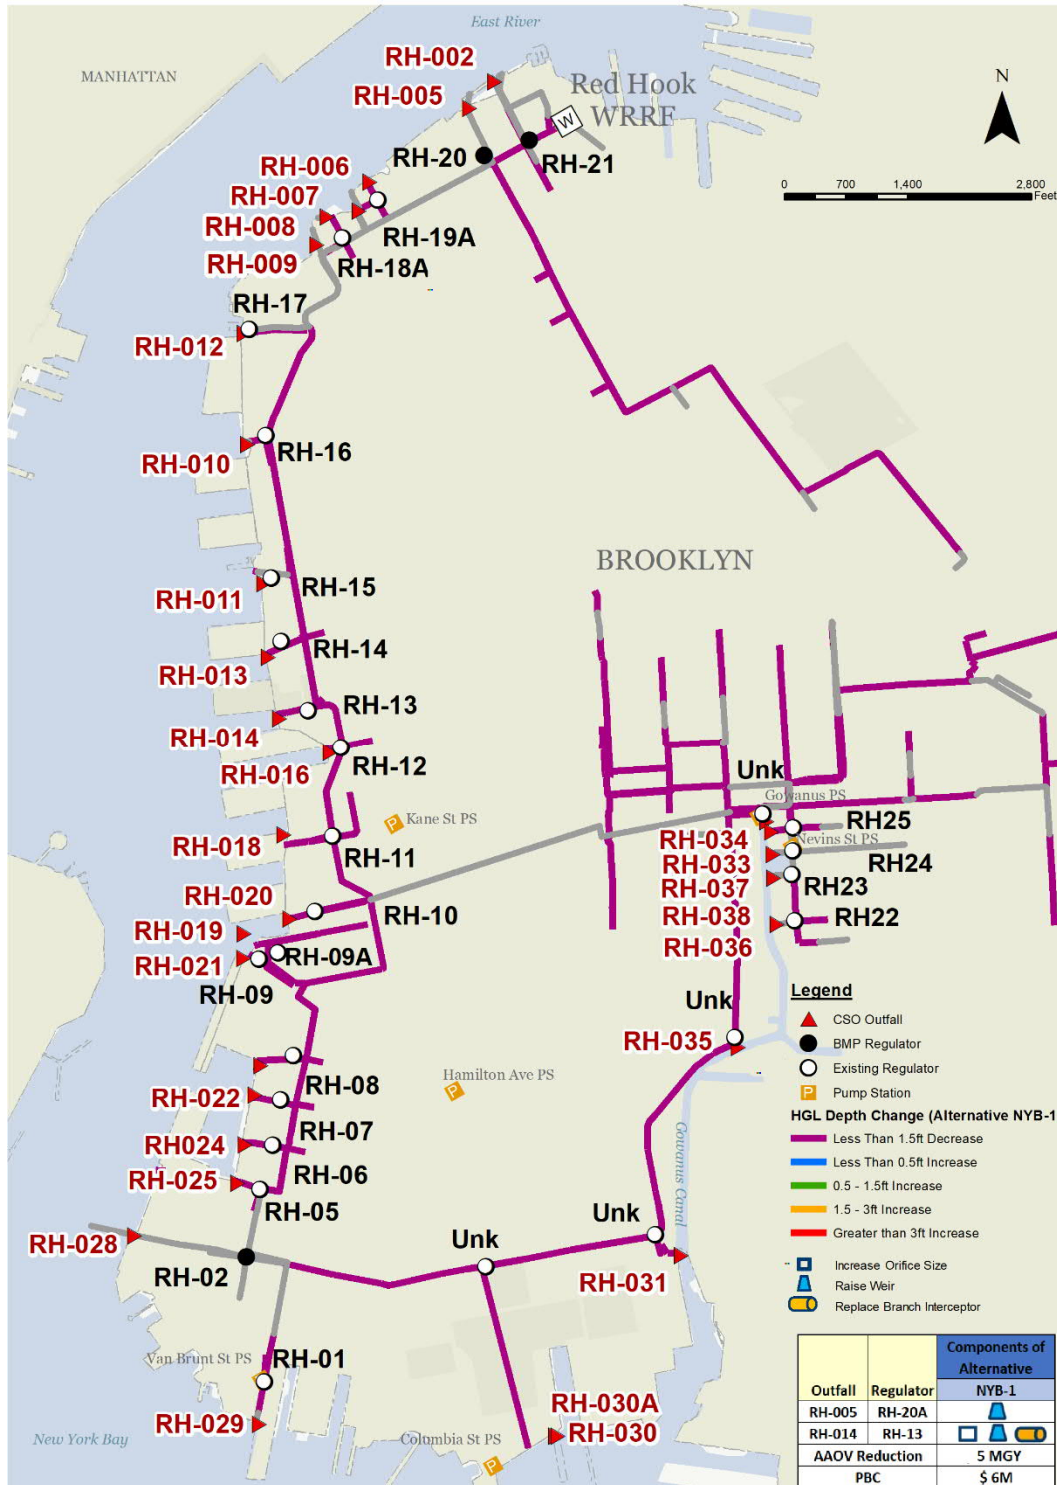 East River
MANHATTAN
RH-002
RH-005
Red Hook
WRRF
W
N
0 700 1,400 2,800
Feet
RH-20
RH-21
RH-006
RH-007
RH-008
RH-009
RH-19A
RH-18A
RH-17
RH-012
RH-16
RH-010
BROOKLYN
RH-15
RH-011
RH-14
RH-013
RH-13
RH-014
RH-12
RH-016
Unk
Gowanus PS
Kane St PS
RH-018
RH-11
RH25
RH-034
Nevins St PS
RH-033
RH24
RH-037
RH23
RH-020
RH-10
RH-038
RH22
RH-019
RH-036
RH-09A
RH-021
RH-09
Unk
RH-035
RH-08
Hamilton Ave PS
RH-022
RH-07
RH024
RH-06
RH-025
RH-05
Gowanus Canal
Unk
Unk
RH-028
RH-02
RH-031
Van Brunt St PS
RH-01
RH-029
RH-030A
RH-030
New York Bay
Columbia St PS
P
Legend
CSO Outfall
BMP Regulator
Existing Regulator
P Pump Station
HGL Depth Change (Alternative NYB-1
Less Than 1.5ft Decrease
Less Than 0.5ft Increase
0.5 - 1.5ft Increase
1.5 - 3ft Increase
Greater than 3ft Increase
Increase Orifice Size
Raise Weir
Replace Branch Interceptor
Components of
Alternative
Outfall Regulator NYB-1
RH-005 RH-20A
RH-014 RH-13
AAOV Reduction 5 MGY
PBC $ 6M